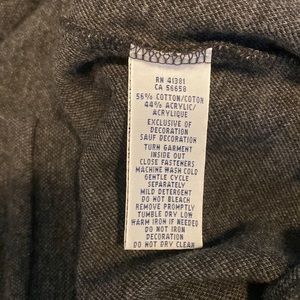 RN 41381
CA 56658
56% COTTON/COTON
44% ACRYLIC/
ACRYLIQUE
EXCLUSIVE OF
DECORATION
SAUF DECORATION
TURN GARMENT
INSIDE OUT
CLOSE FASTENERS
MACHINE WASH COLD
GENTLE CYCLE
SEPARATELY
MILD DETERGENT
DO NOT BLEACH
REMOVE PROMPTLY
TUMBLE DRY LOW
WARM IRON IF NEEDED
DO NOT IRON
DECORATION
DO NOT DRY CLEAN